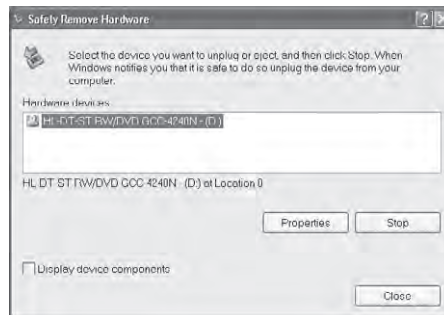 Safely Remove Hardware
Select the device you want to unplug or eject, and then click Stop. When
Windows notifies you that it is safe to do so unplug the device from your
computer.
Hardware devices
HL-DT-ST RW/DVD GCC-4240N - (D:)
HL-DT-ST RW/DVD GCC-4240N - (D:) at Location 0
Properties
Stop
Display device components
Close